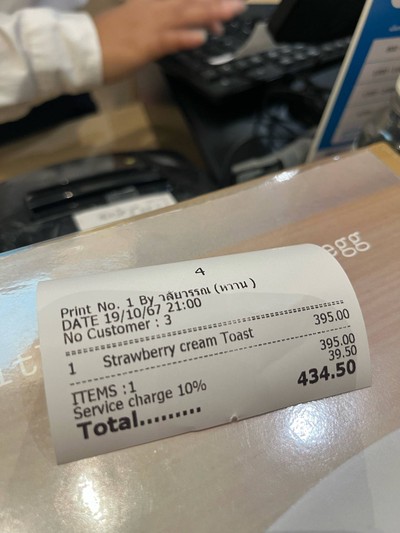 4
Print No. 1 By วลัยวรรณ (หวาน)
DATE 19/10/67 21:00
No Customer : 3
1 Strawberry cream Toast 395.00
ITEMS :1 395.00
Service charge 10% 39.50
Total......... 434.50
egg